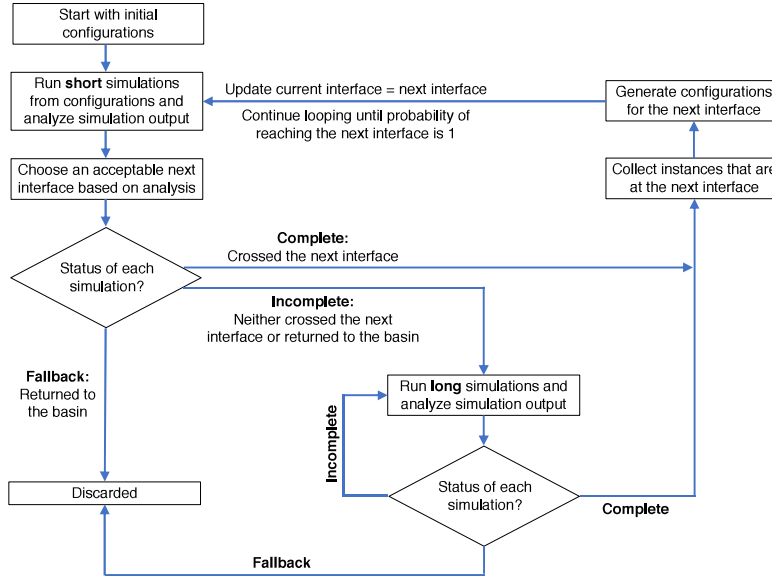 Start with initial
configurations
Run short simulations
from configurations and
analyze simulation output
Update current interface = next interface
Continue looping until probability of
reaching the next interface is 1
Generate configurations
for the next interface
Choose an acceptable next
interface based on analysis
Collect instances that are
at the next interface
Status of each
simulation?
Complete:
Crossed the next interface
Incomplete:
Neither crossed the next
interface or returned to the basin
Fallback:
Returned to
the basin
Run long simulations and
analyze simulation output
Incomplete
Status of each
simulation?
Complete
Discarded
Fallback